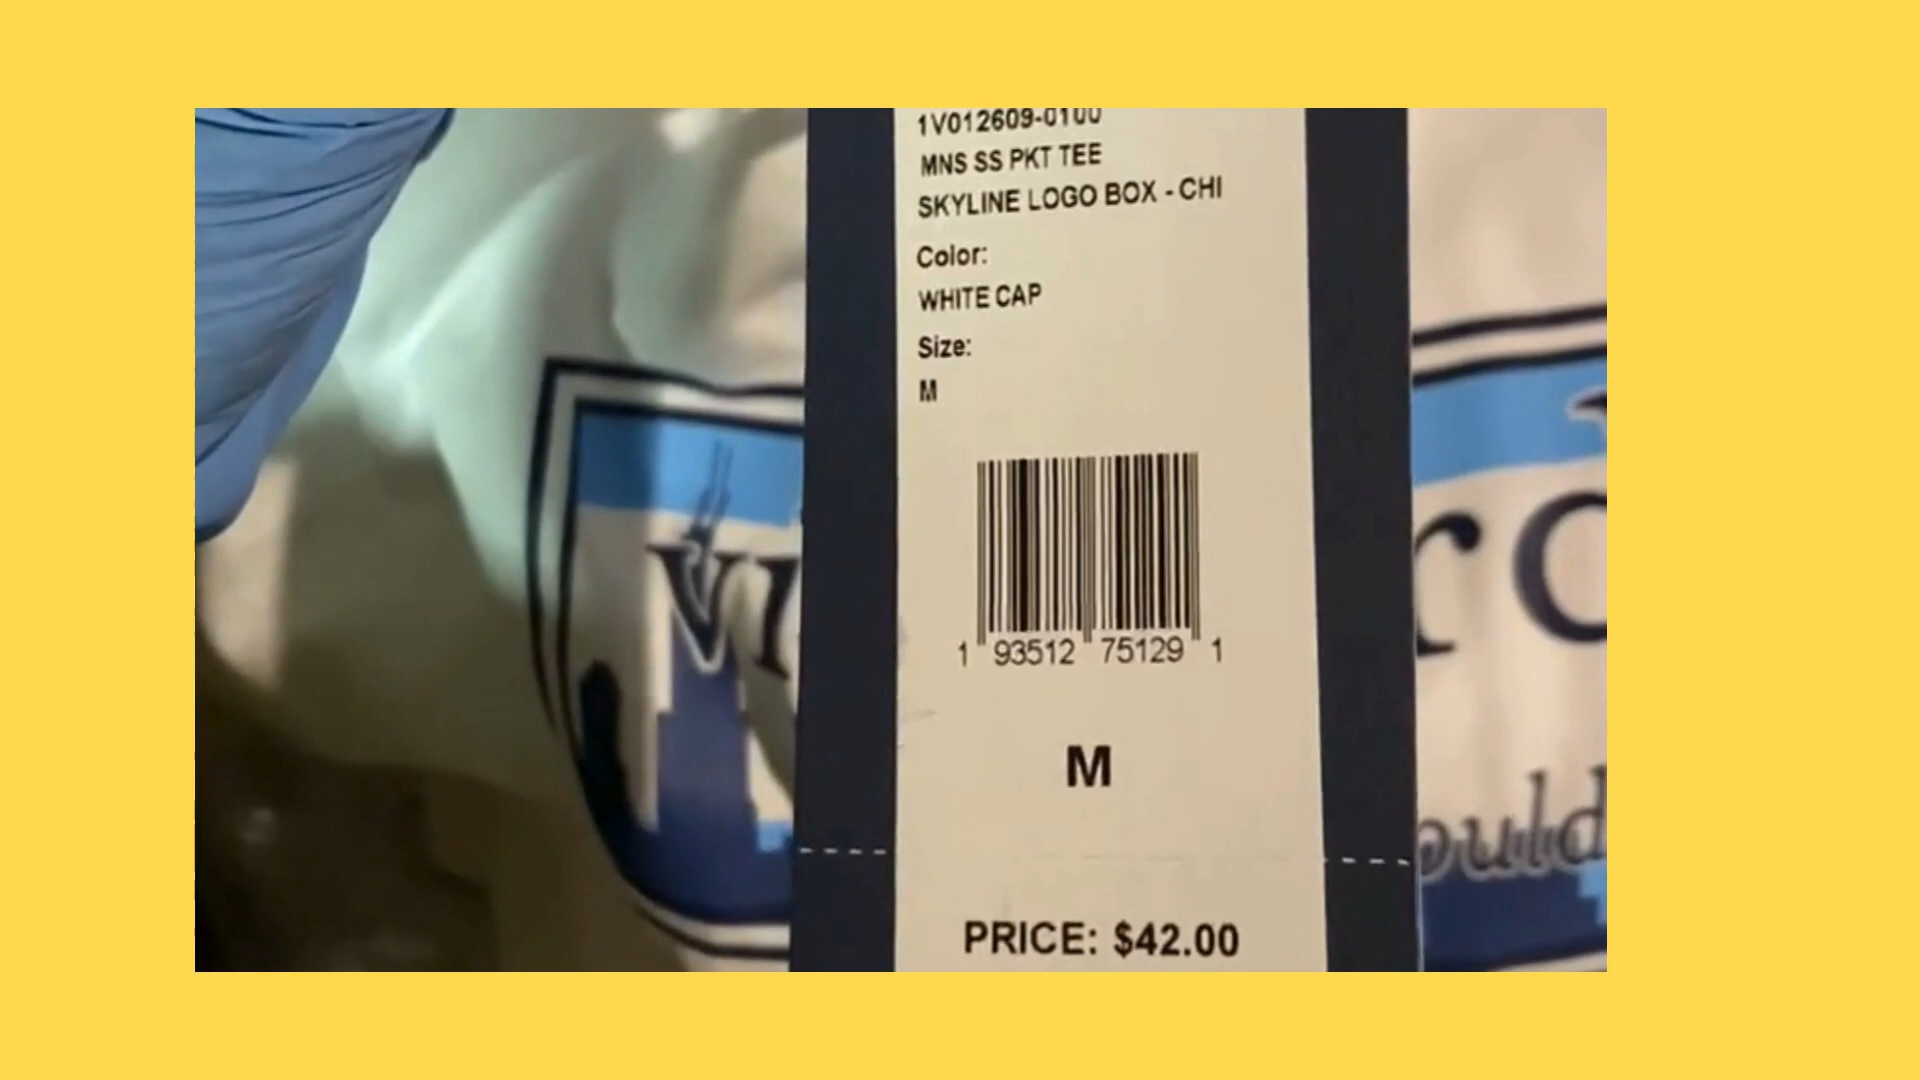 1V012609-0100
MNS SS PKT TEE
SKYLINE LOGO BOX - CHI
Color:
WHITE CAP
Size:
M
1 93512 75129 1
M
PRICE: $42.00